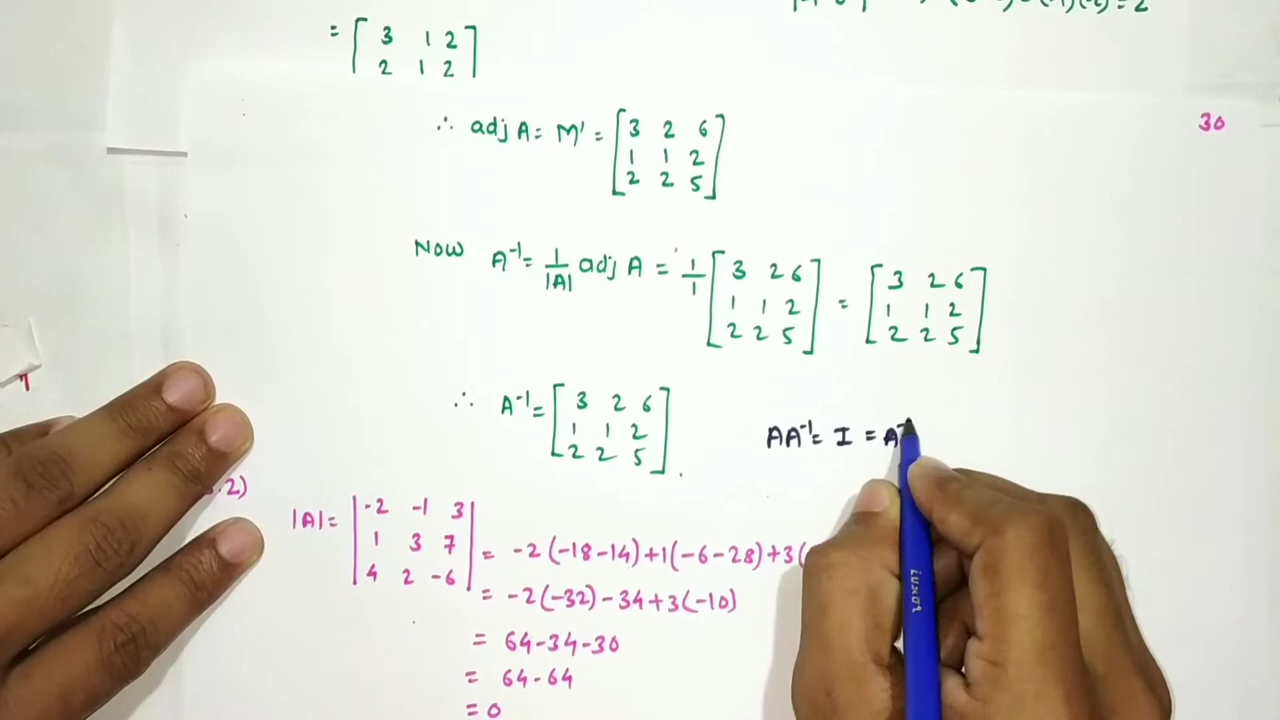 = [ 3 1 2
2 1 2 ]
30
∴ adj A = M' = [ 3 2 6
1 1 2
2 2 5 ]
Now A⁻¹ = 1/|A| adj A = 1/1 [ 3 2 6 ] = [ 3 2 6 ]
1 1 2 1 1 2
2 2 5 2 2 5
∴ A⁻¹ = [ 3 2 6
1 1 2
2 2 5 ].
AA⁻¹ = I = A⁻
.2)
|A| = | -2 -1 3 |
1 3 7
4 2 -6
= -2(-18-14)+1(-6-28)+3(
= -2(-32)-34+3(-10)
= 64-34-30
= 64-64
= 0
luxor